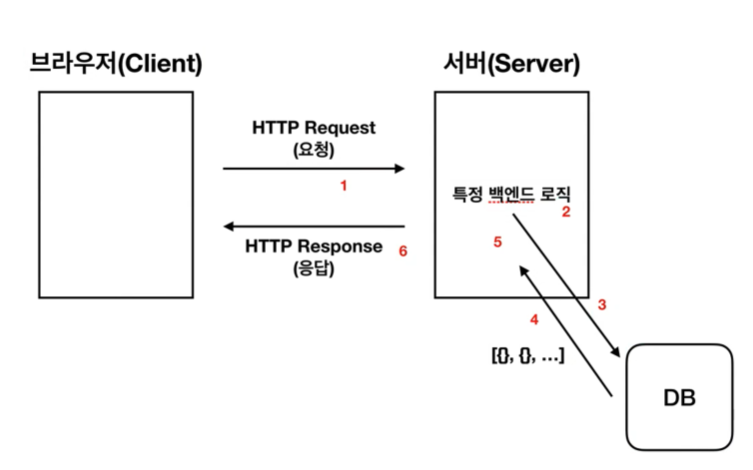 브라우저(Client)
서버(Server)
HTTP Request
(요청)
1
특정 백엔드 로직
2
HTTP Response
(응답)
6
5
3
4
[{}, {}, ...]
DB